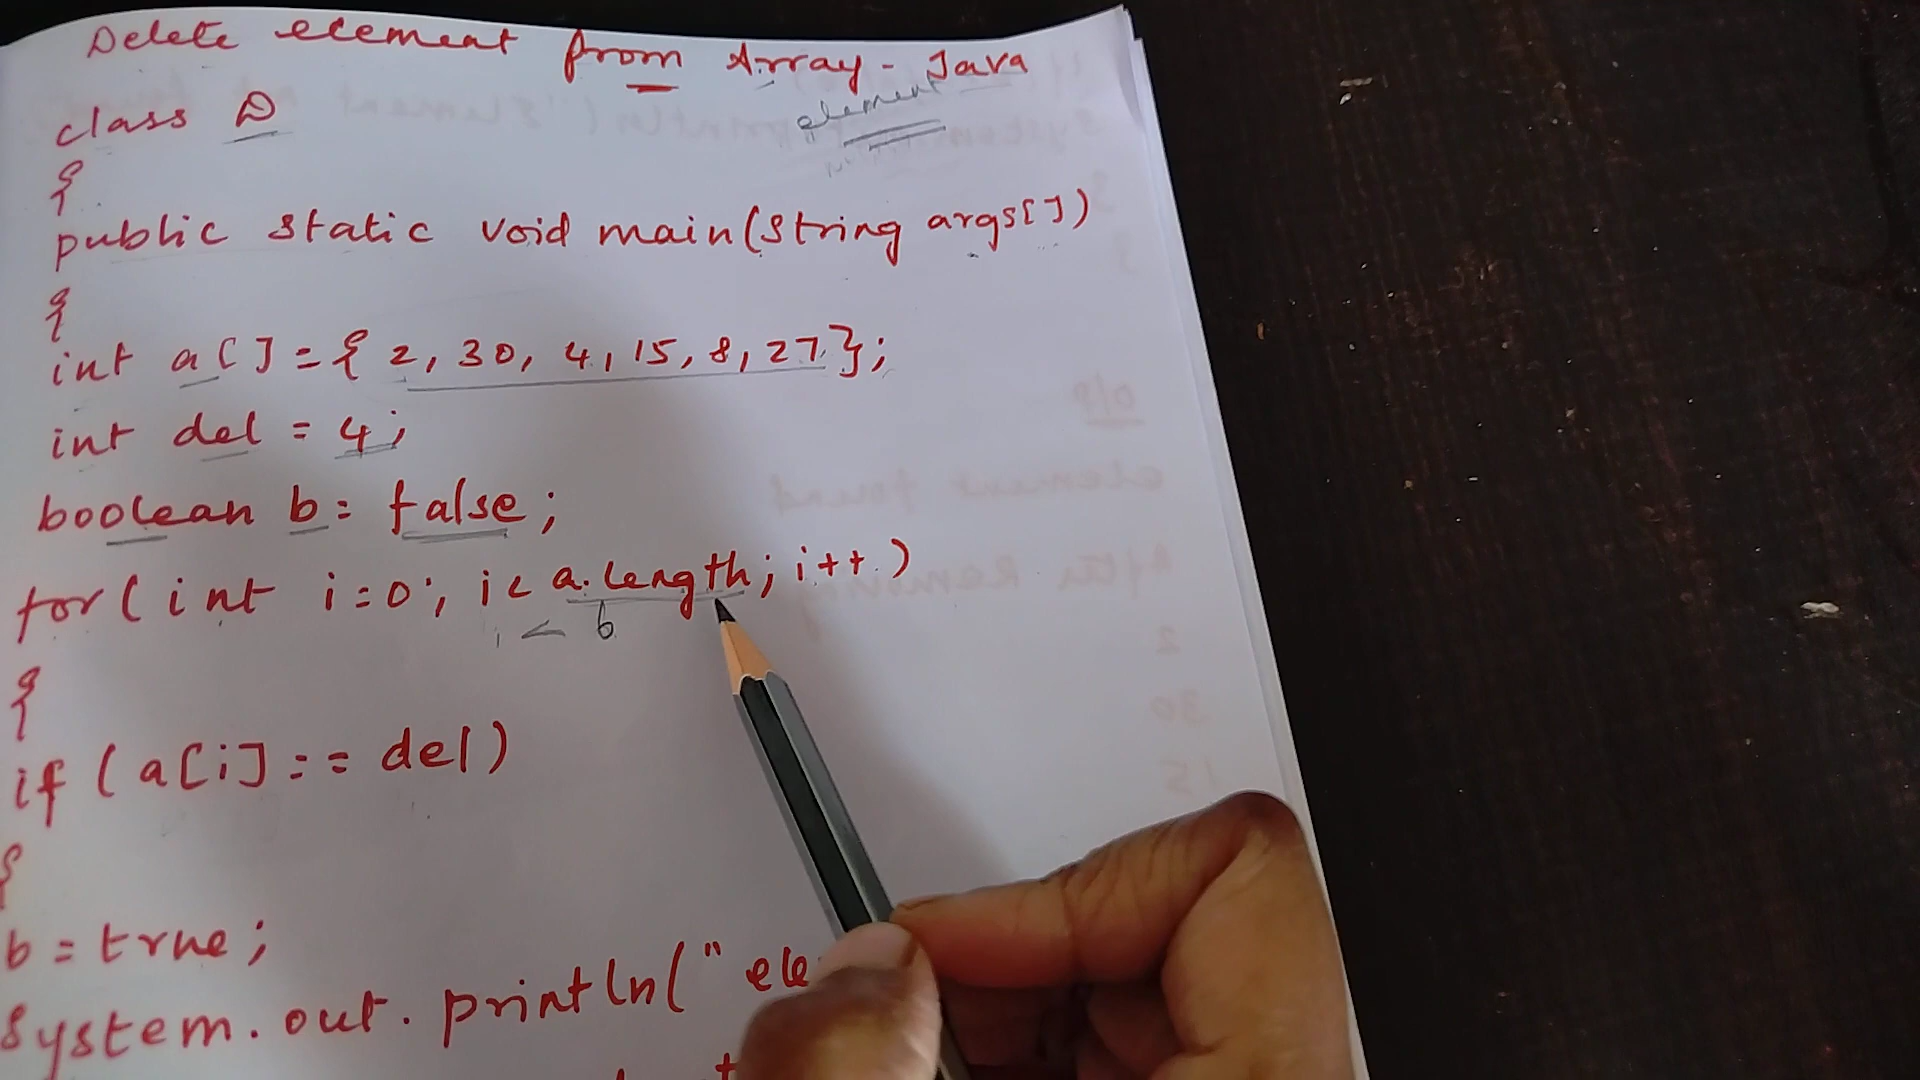 Delete element from Array - Java
element
class D
{
public static void main(String args[])
{
int a[] = { 2, 30, 4, 15, 8, 27 };
int del = 4;
boolean b = false;
for( int i=0; i< a.length; i++ )
i < 6
{
if ( a[i] == del )
{
b = true;
System.out.println("ele